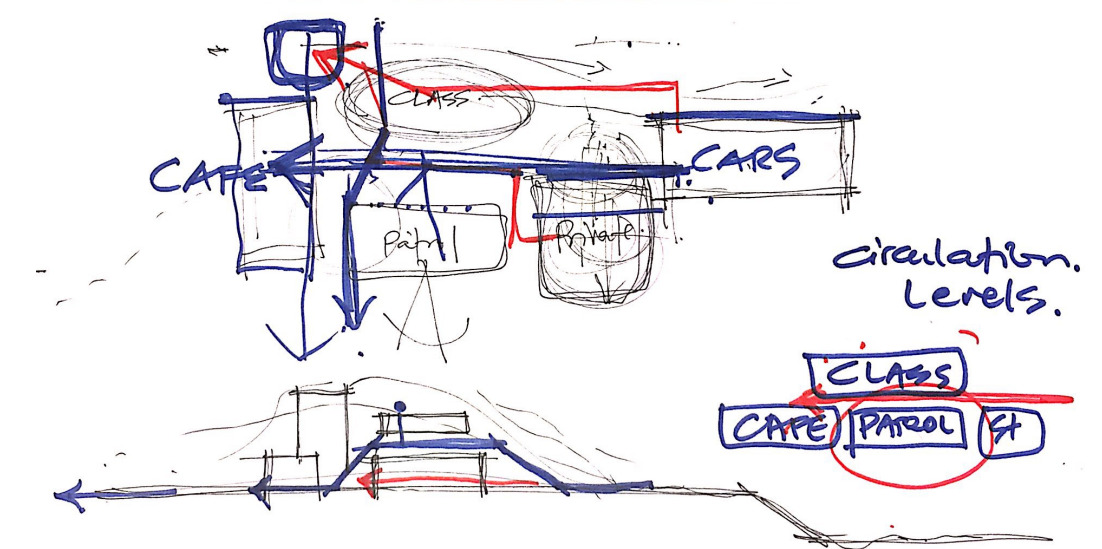 CLASS.
CAFE
CARS
Patrol
Private
circulation.
Levels.
CLASS
CAFE
PATROL
St